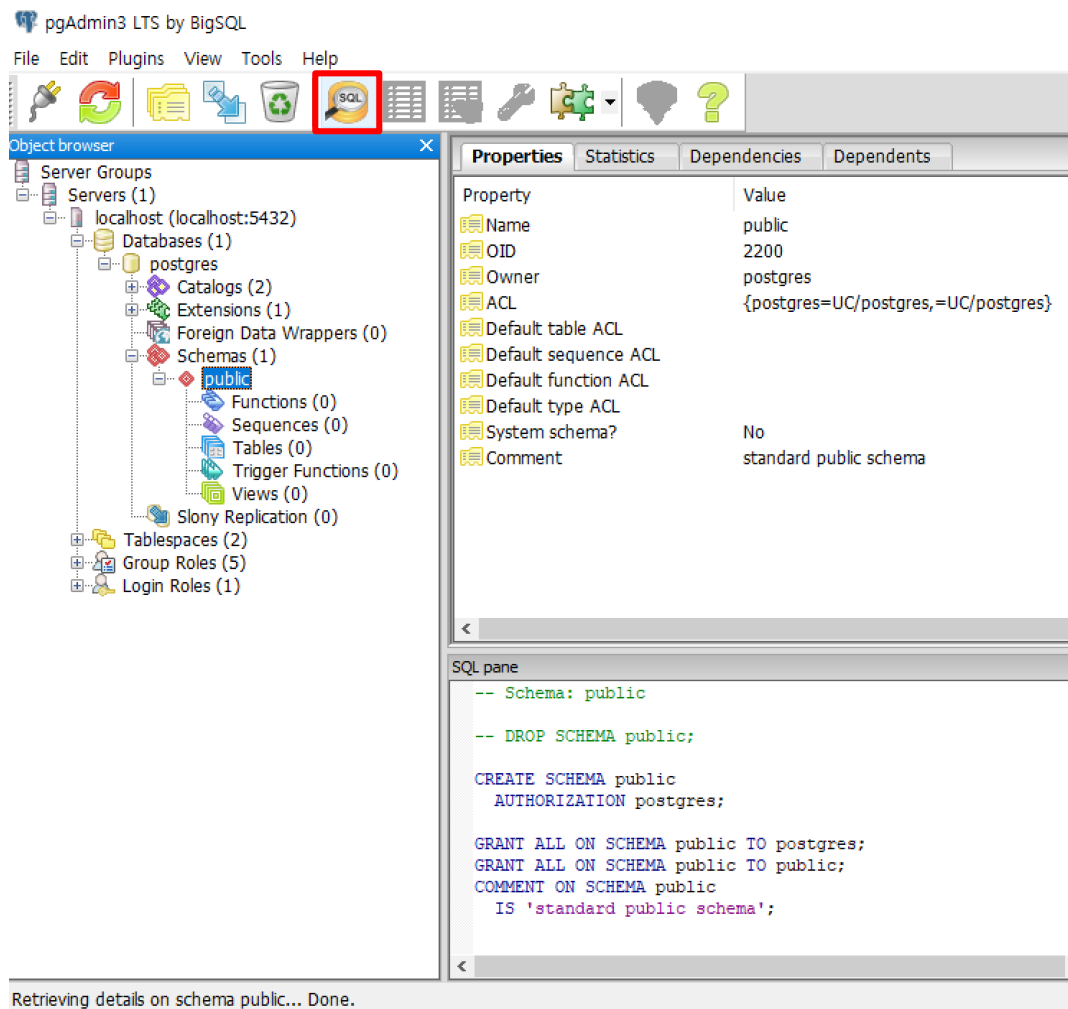 pgAdmin3 LTS by BigSQL
File Edit Plugins View Tools Help
SQL
Object browser
Server Groups
Servers (1)
localhost (localhost:5432)
Databases (1)
postgres
Catalogs (2)
Extensions (1)
Foreign Data Wrappers (0)
Schemas (1)
public
Functions (0)
Sequences (0)
Tables (0)
Trigger Functions (0)
Views (0)
Slony Replication (0)
Tablespaces (2)
Group Roles (5)
Login Roles (1)
Properties Statistics Dependencies Dependents
Property Value
Name public
OID 2200
Owner postgres
ACL {postgres=UC/postgres,=UC/postgres}
Default table ACL
Default sequence ACL
Default function ACL
Default type ACL
System schema? No
Comment standard public schema
SQL pane
-- Schema: public
-- DROP SCHEMA public;
CREATE SCHEMA public
AUTHORIZATION postgres;
GRANT ALL ON SCHEMA public TO postgres;
GRANT ALL ON SCHEMA public TO public;
COMMENT ON SCHEMA public
IS 'standard public schema';
Retrieving details on schema public... Done.